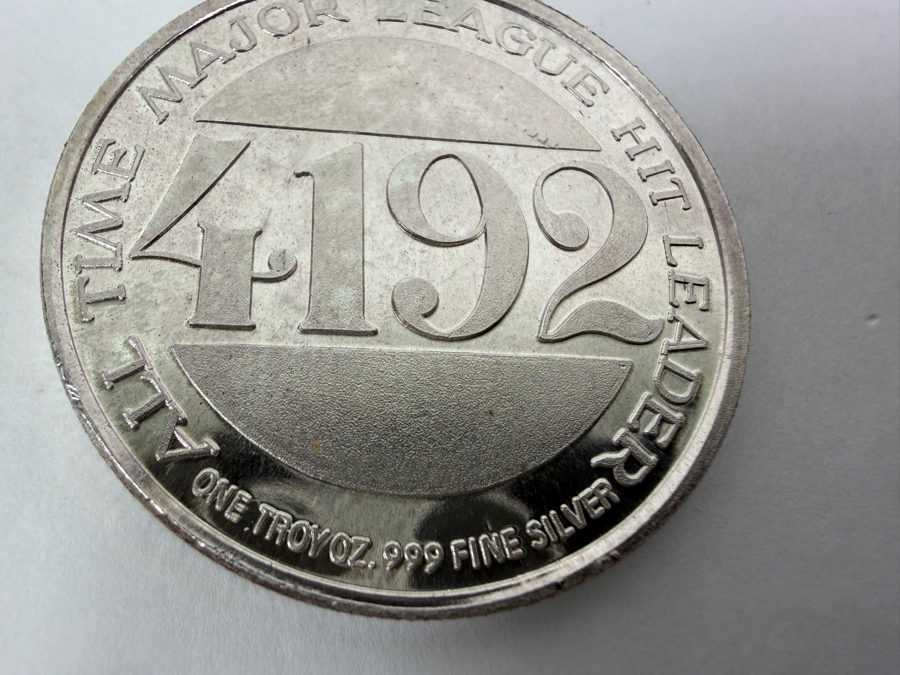 ALL TIME MAJOR LEAGUE HIT LEADER
4192
ONE TROY OZ. 999 FINE SILVER